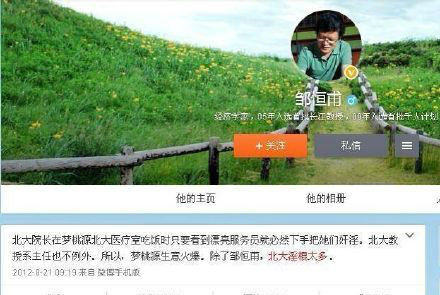 邹恒甫
经济学家，05年入选首批长江教授，09年入选首批千人计划
+ 关注
私信
他的主页
他的相册
北大院长在梦桃源北大医疗室吃饭时只要看到漂亮服务员就必然下手把她们奸淫。北大教
授系主任也不例外。所以，梦桃源生意火爆。除了邹恒甫，北大淫棍太多。
2012-8-21 09:19 来自 微博手机版